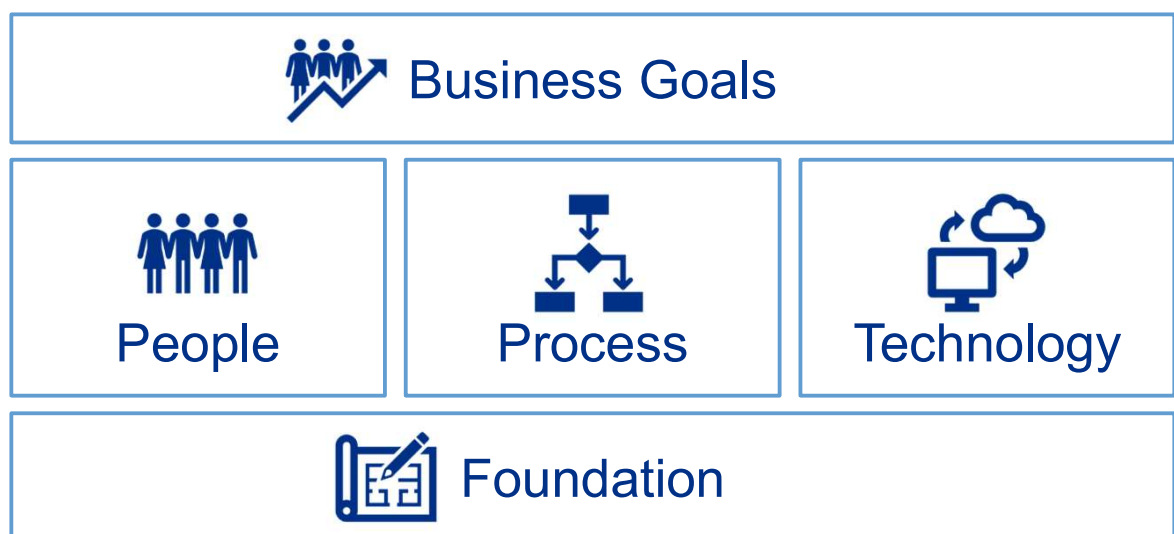 Business Goals
People
Process
Technology
Foundation